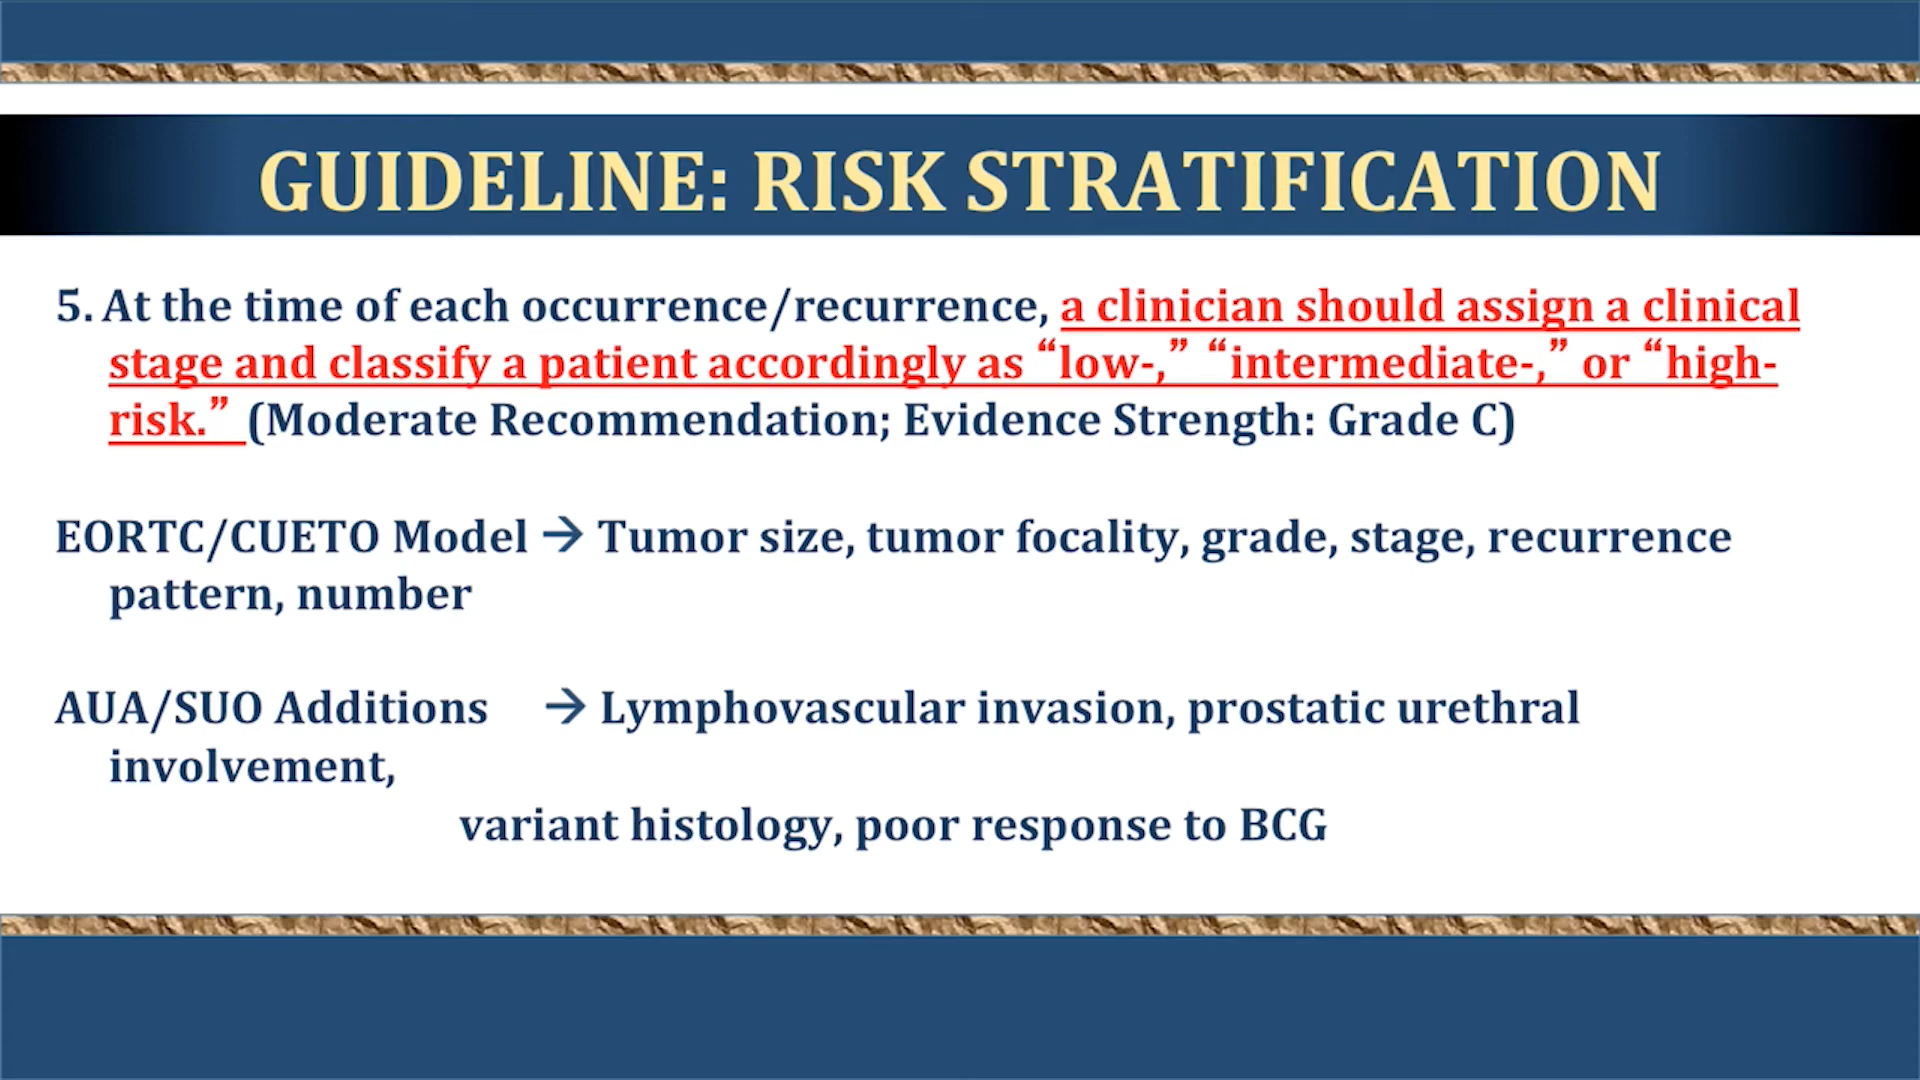 GUIDELINE: RISK STRATIFICATION
5. At the time of each occurrence/recurrence, a clinician should assign a clinical
stage and classify a patient accordingly as “low-,” “intermediate-,” or “high-
risk.” (Moderate Recommendation; Evidence Strength: Grade C)
EORTC/CUETO Model → Tumor size, tumor focality, grade, stage, recurrence
pattern, number
AUA/SUO Additions → Lymphovascular invasion, prostatic urethral
involvement,
variant histology, poor response to BCG